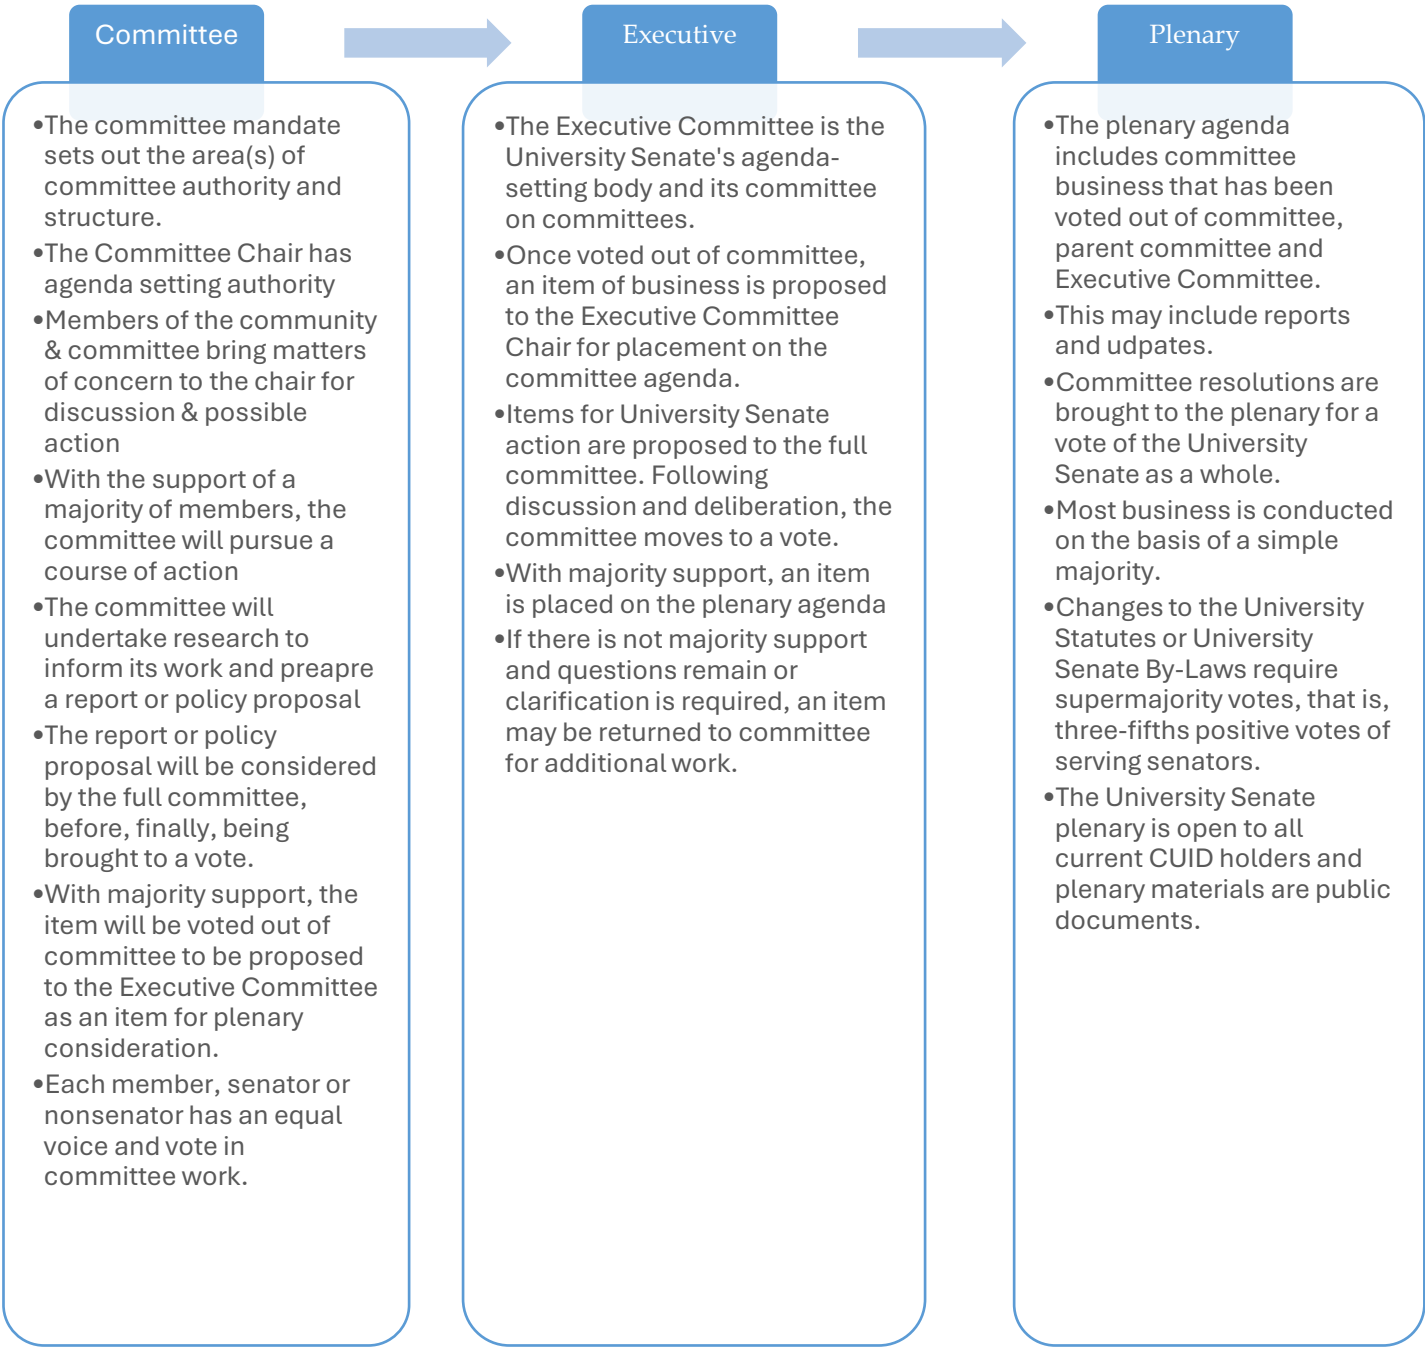 Committee
•The committee mandate
sets out the area(s) of
committee authority and
structure.
•The Committee Chair has
agenda setting authority
•Members of the community
& committee bring matters
of concern to the chair for
discussion & possible
action
•With the support of a
majority of members, the
committee will pursue a
course of action
•The committee will
undertake research to
inform its work and preapre
a report or policy proposal
•The report or policy
proposal will be considered
by the full committee,
before, finally, being
brought to a vote.
•With majority support, the
item will be voted out of
committee to be proposed
to the Executive Committee
as an item for plenary
consideration.
•Each member, senator or
nonsenator has an equal
voice and vote in
committee work.
Executive
•The Executive Committee is the
University Senate's agenda-
setting body and its committee
on committees.
•Once voted out of committee,
an item of business is proposed
to the Executive Committee
Chair for placement on the
committee agenda.
•Items for University Senate
action are proposed to the full
committee. Following
discussion and deliberation, the
committee moves to a vote.
•With majority support, an item
is placed on the plenary agenda
•If there is not majority support
and questions remain or
clarification is required, an item
may be returned to committee
for additional work.
Plenary
•The plenary agenda
includes committee
business that has been
voted out of committee,
parent committee and
Executive Committee.
•This may include reports
and udpates.
•Committee resolutions are
brought to the plenary for a
vote of the University
Senate as a whole.
•Most business is conducted
on the basis of a simple
majority.
•Changes to the University
Statutes or University
Senate By-Laws require
supermajority votes, that is,
three-fifths positive votes of
serving senators.
•The University Senate
plenary is open to all
current CUID holders and
plenary materials are public
documents.